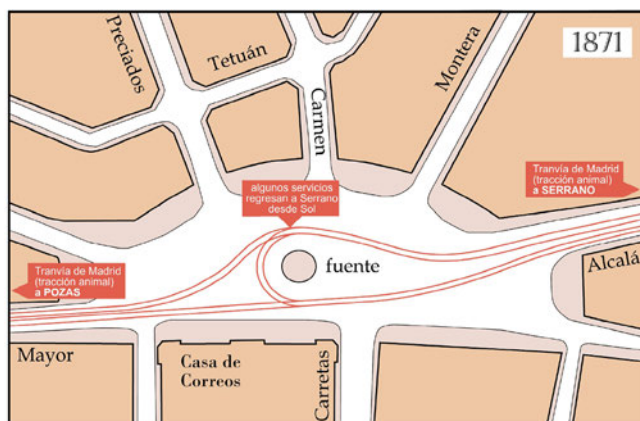 1871
Preciados
Tetuán
Carmen
Montera
Tranvía de Madrid
(tracción animal)
a SERRANO
algunos servicios
regresan a Serrano
desde Sol
fuente
Alcalá
Tranvía de Madrid
(tracción animal)
a POZAS
Mayor
Casa de
Correos
Carretas